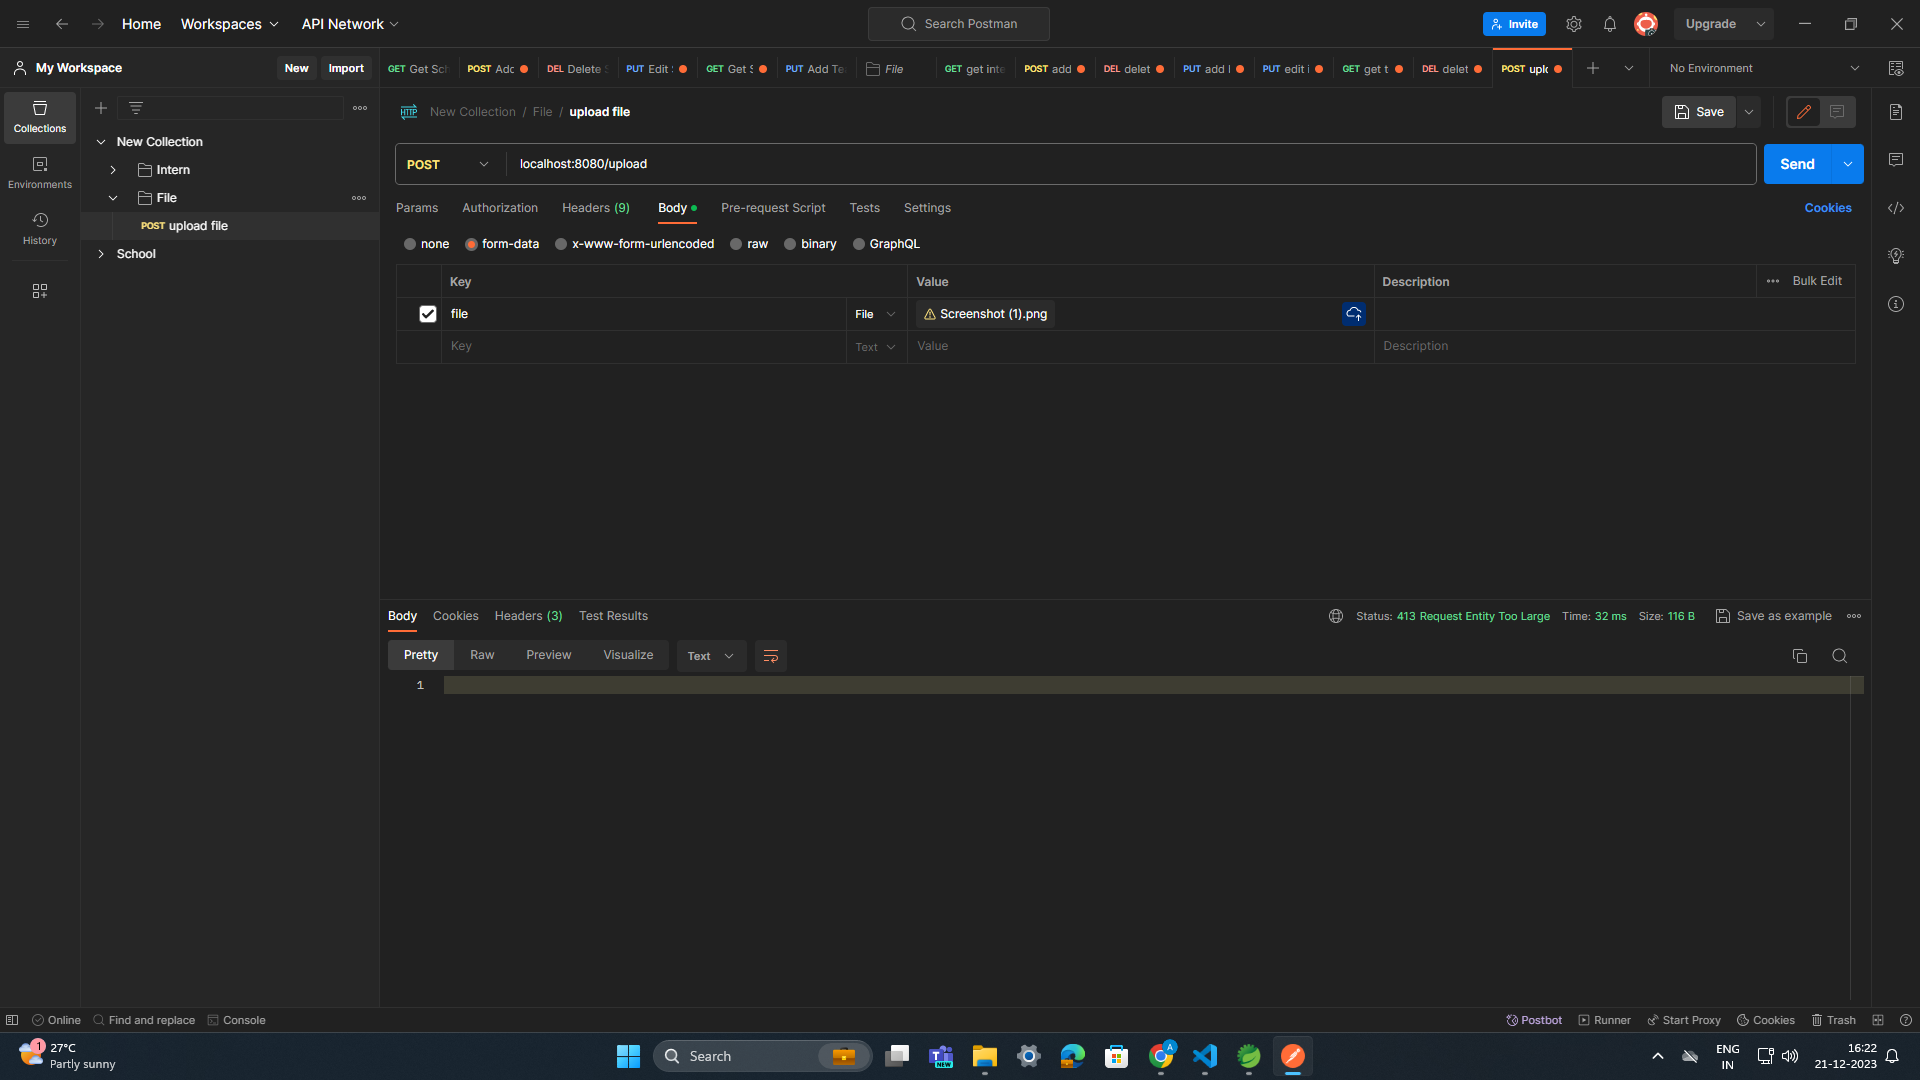 Home Workspaces API Network Search Postman Invite Upgrade
My Workspace New Import GET Get Sch POST Adc DEL Delete S PUT Edit : GET Get S PUT Add Te File GET get inte POST add DEL delet PUT add I PUT edit i GET get t DEL delet POST uplo No Environment
Collections
Environments
History
New Collection
Intern
File
POST upload file
School
HTTP New Collection / File / upload file Save
POST localhost:8080/upload Send
Params Authorization Headers (9) Body Pre-request Script Tests Settings Cookies
none form-data x-www-form-urlencoded raw binary GraphQL
Key Value Description Bulk Edit
file File Screenshot (1).png
Key Text Value Description
Body Cookies Headers (3) Test Results Status: 413 Request Entity Too Large Time: 32 ms Size: 116 B Save as example
Pretty Raw Preview Visualize Text
1
Online Find and replace Console Postbot Runner Start Proxy Cookies Trash
1 27°C
Partly sunny
Search
NEW
A
ENG
IN
16:22
21-12-2023